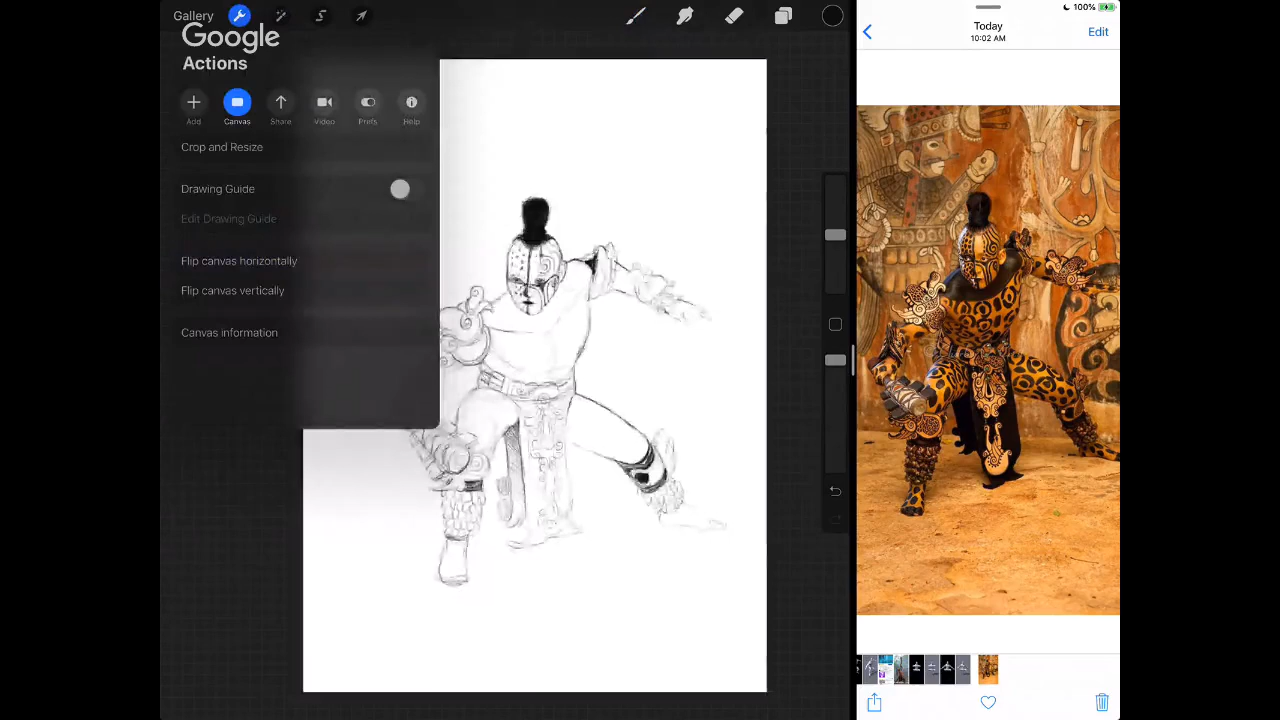 Gallery
Google
Actions
Add
Canvas
Share
Video
Prefs
Help
Crop and Resize
Drawing Guide
Edit Drawing Guide
Flip canvas horizontally
Flip canvas vertically
Canvas information
100%
Today
10:02 AM
Edit